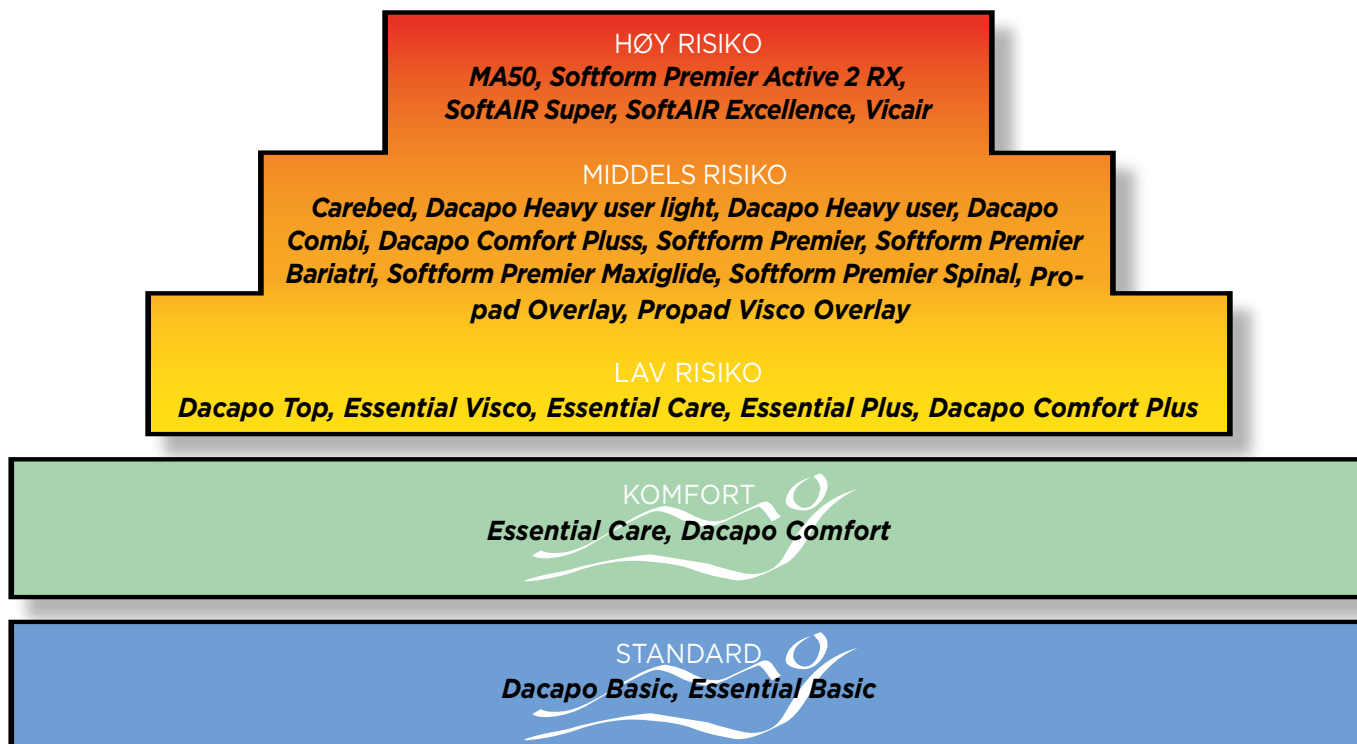 HØY RISIKO
MA50, Softform Premier Active 2 RX,
SoftAIR Super, SoftAIR Excellence, Vicair
MIDDELS RISIKO
Carebed, Dacapo Heavy user light, Dacapo Heavy user, Dacapo
Combi, Dacapo Comfort Pluss, Softform Premier, Softform Premier
Bariatri, Softform Premier Maxiglide, Softform Premier Spinal, Pro-
pad Overlay, Propad Visco Overlay
LAV RISIKO
Dacapo Top, Essential Visco, Essential Care, Essential Plus, Dacapo Comfort Plus
KOMFORT
Essential Care, Dacapo Comfort
STANDARD
Dacapo Basic, Essential Basic